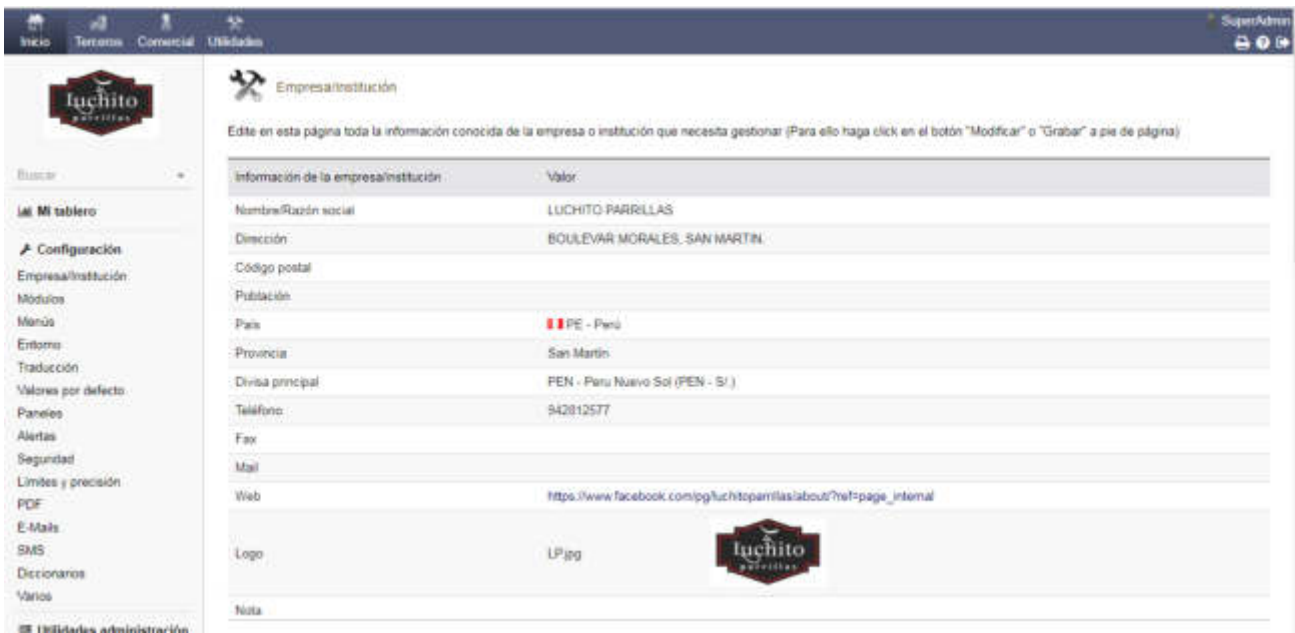 Inicio Terceros Comercial Utilidades
SuperAdmin
luchito
parrillas
Empresa/Institución
Edite en esta página toda la información conocida de la empresa o institución que necesita gestionar (Para ello haga click en el botón "Modificar" o "Grabar" a pie de página)
Buscar
Mi tablero
Configuración
Empresa/Institución
Módulos
Menús
Entorno
Traducción
Valores por defecto
Paneles
Alertas
Seguridad
Límites y precisión
PDF
E-Mails
SMS
Diccionarios
Varios
Utilidades administración
Información de la empresa/institución Valor
Nombre/Razón social LUCHITO PARRILLAS
Dirección BOULEVAR MORALES, SAN MARTIN.
Código postal
Población
País PE - Perú
Provincia San Martin
Divisa principal PEN - Peru Nuevo Sol (PEN - S/.)
Teléfono 942812577
Fax
Mail
Web https://www.facebook.com/pg/luchitoparrillas/about/?ref=page_internal
Logo LP.jpg luchito
parrillas
Nota